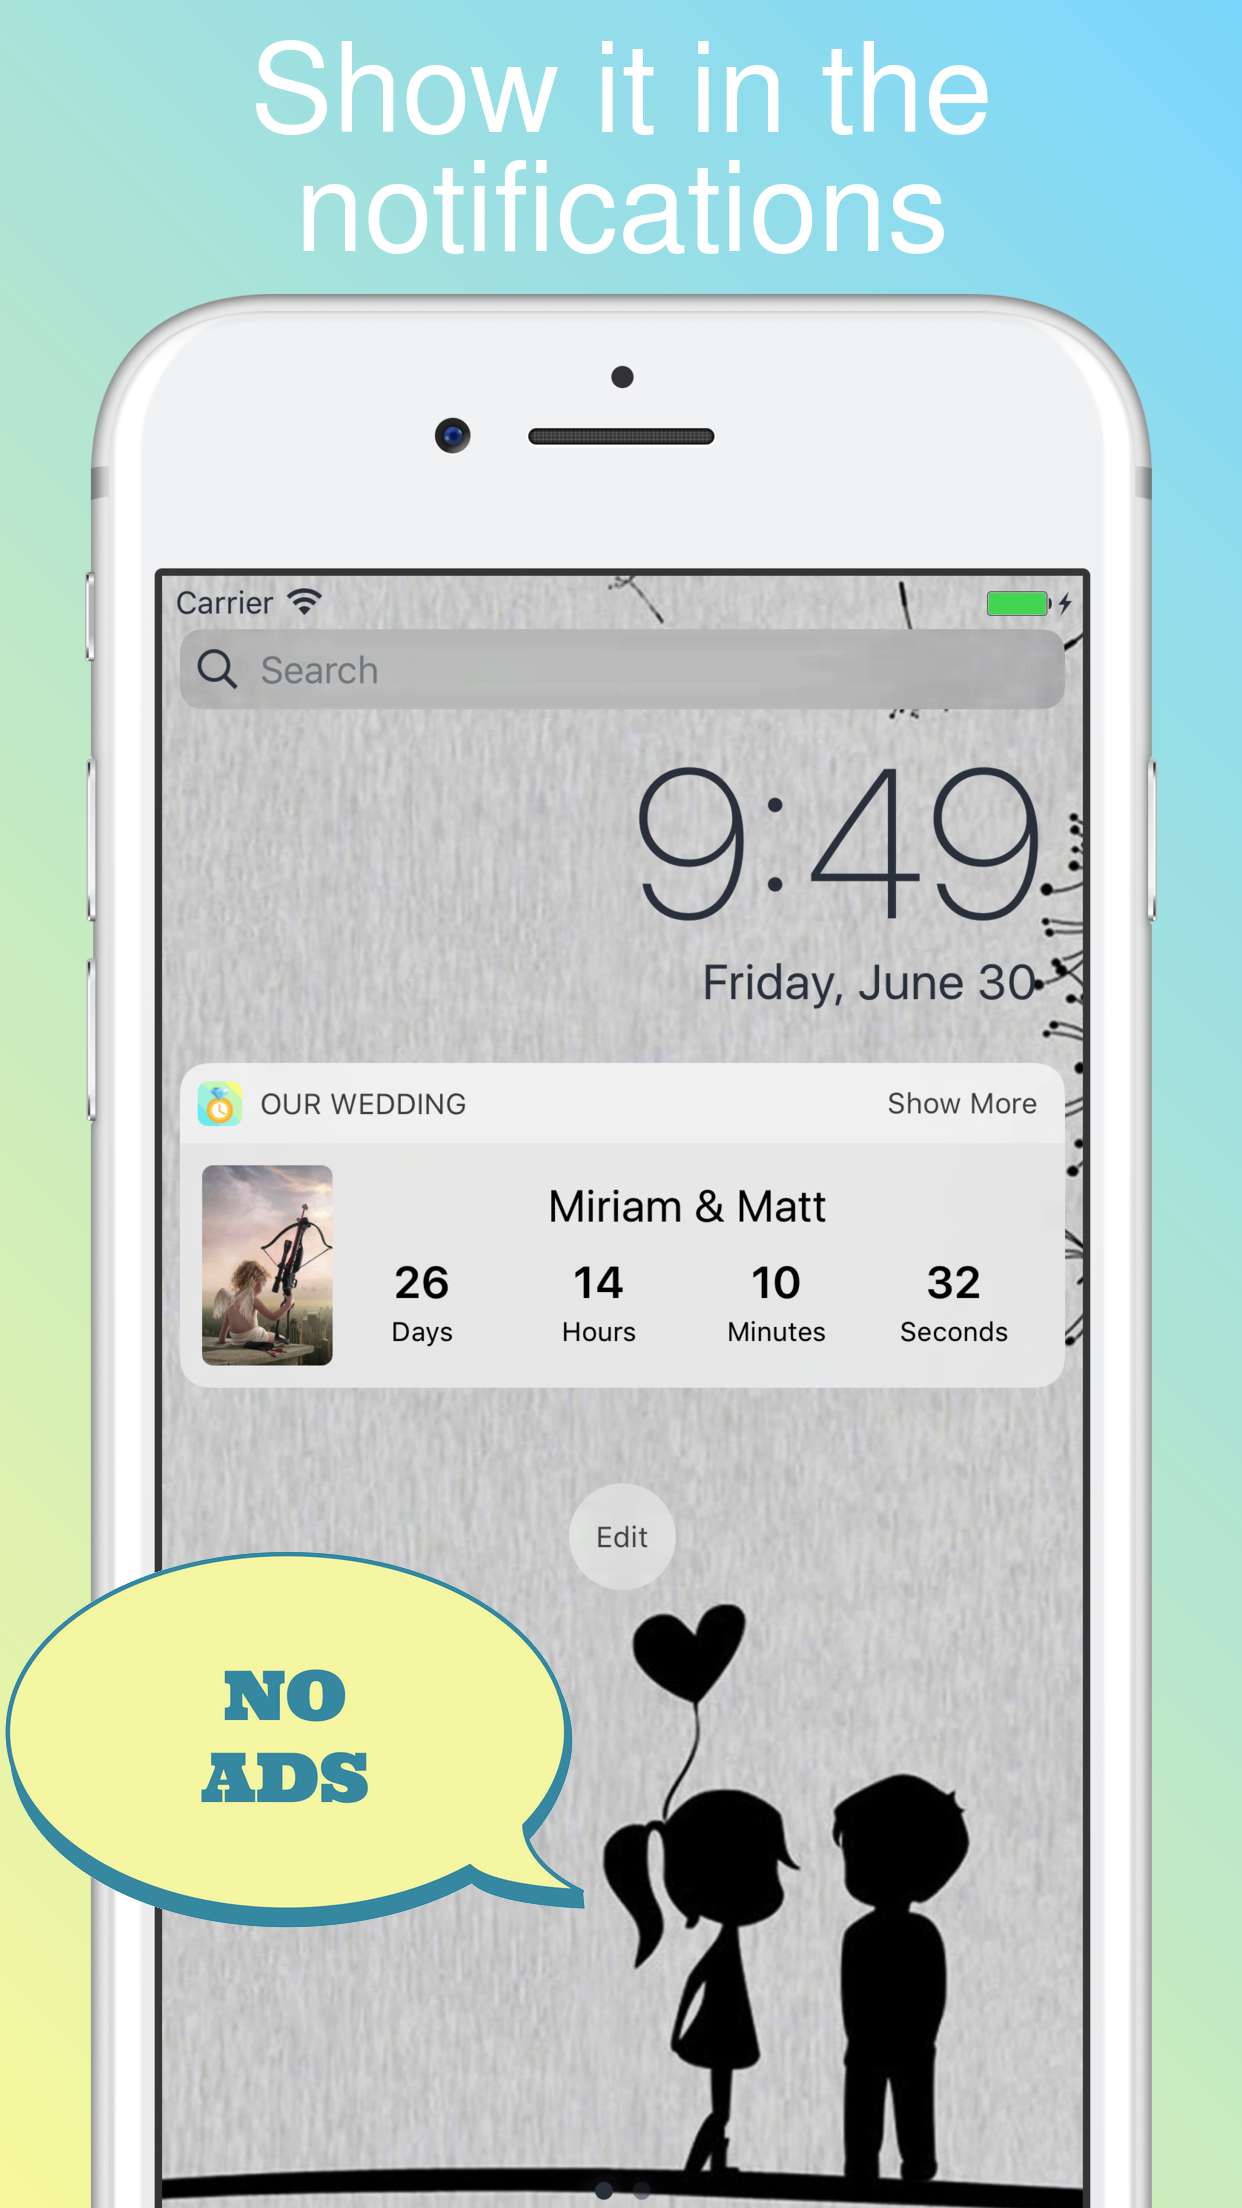 Show it in the
notifications
Carrier
Search
9:49
Friday, June 30
OUR WEDDING Show More
Miriam & Matt
26 14 10 32
Days Hours Minutes Seconds
Edit
NO
ADS